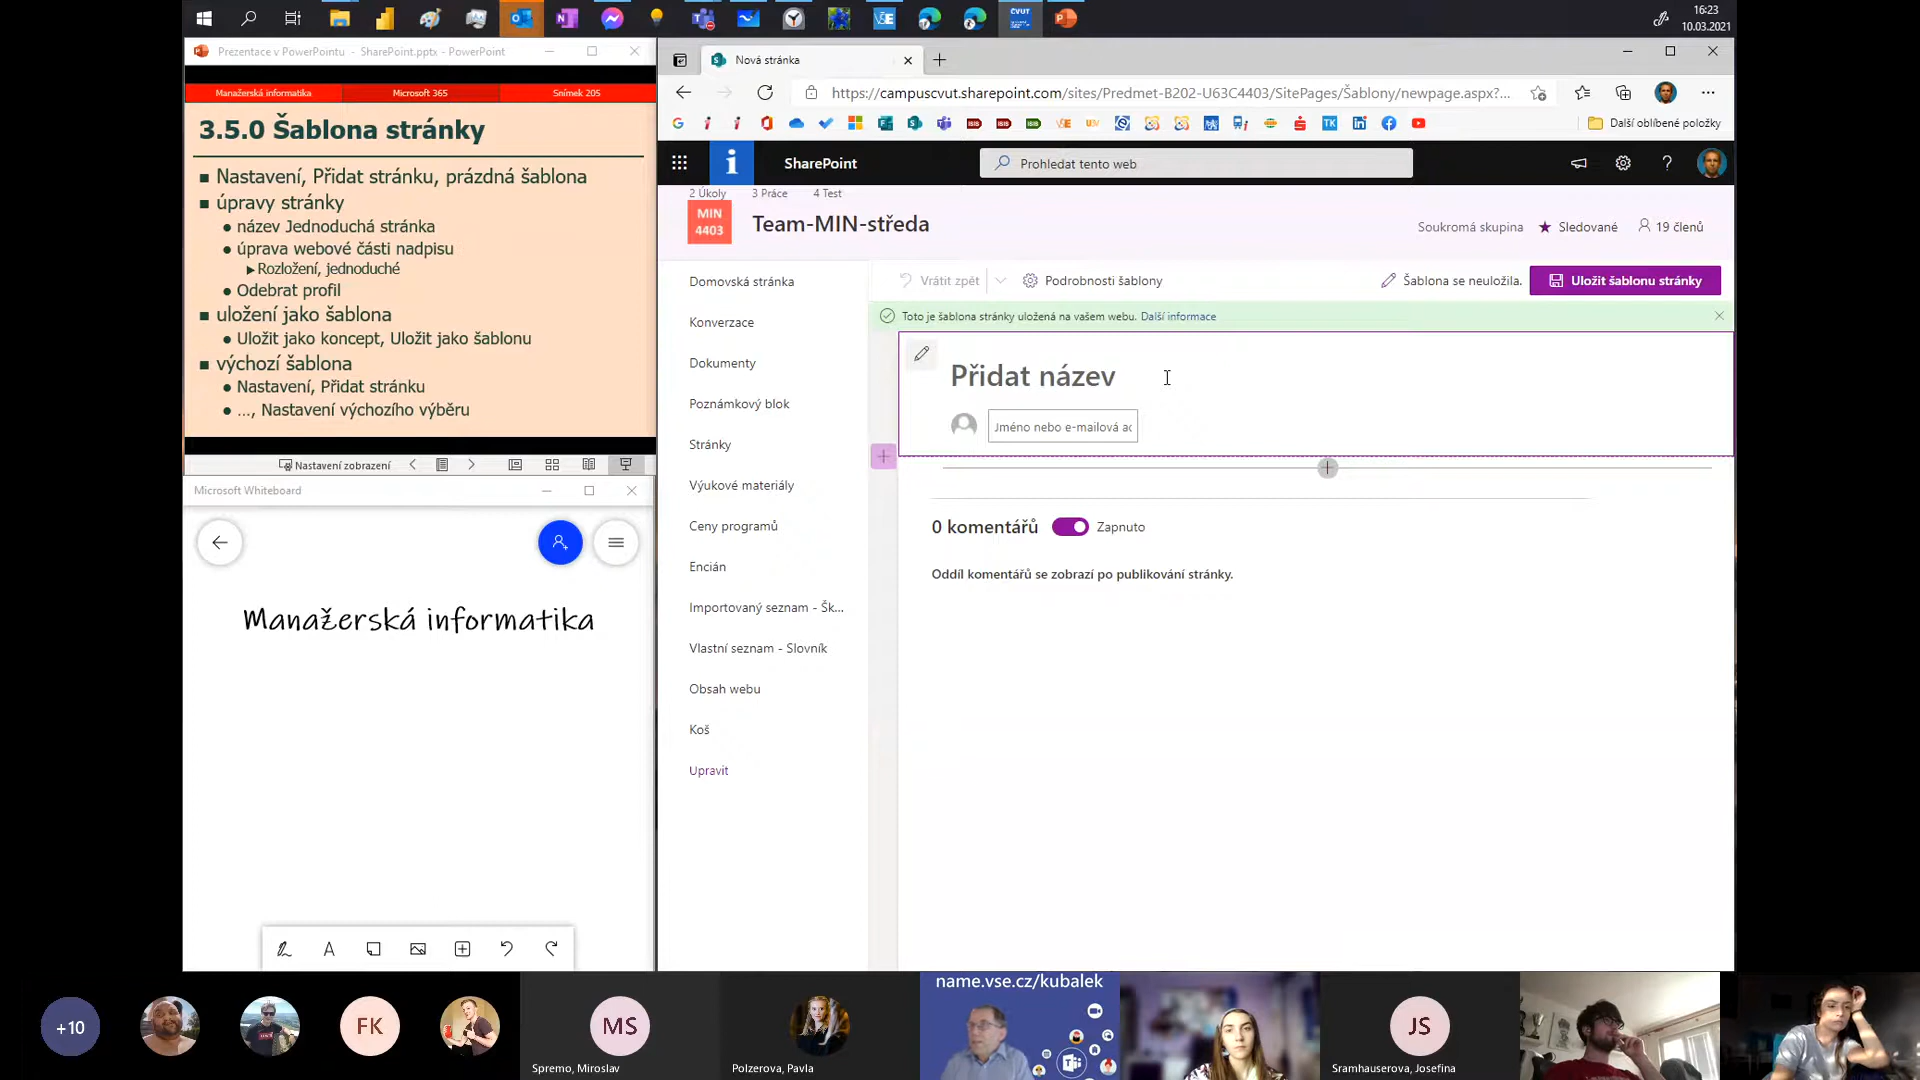 16:23
10.03.2021
Prezentace v PowerPointu - SharePoint.pptx - PowerPoint
Manažerská informatika
Microsoft 365
Snímek 205
3.5.0 Šablona stránky
Nastavení, Přidat stránku, prázdná šablona
úpravy stránky
název Jednoduchá stránka
úprava webové části nadpisu
Rozložení, jednoduché
Odebrat profil
uložení jako šablona
Uložit jako koncept, Uložit jako šablonu
výchozí šablona
Nastavení, Přidat stránku
..., Nastavení výchozího výběru
Nastavení zobrazení
Microsoft Whiteboard
Manažerská informatika
Nová stránka
https://campuscvut.sharepoint.com/sites/Predmet-B202-U63C4403/SitePages/Šablony/newpage.aspx?...
Další oblíbené položky
SharePoint
Prohledat tento web
2 Úkoly 3 Práce 4 Test
MIN
4403
Team-MIN-středa
Soukromá skupina
Sledované
19 členů
Domovská stránka
Konverzace
Dokumenty
Poznámkový blok
Stránky
Výukové materiály
Ceny programů
Encián
Importovaný seznam - Šk...
Vlastní seznam - Slovník
Obsah webu
Koš
Upravit
Vrátit zpět
Podrobnosti šablony
Šablona se neuložila.
Uložit šablonu stránky
Toto je šablona stránky uložená na vašem webu. Další informace
Přidat název
Jméno nebo e-mailová ad
0 komentářů
Zapnuto
Oddíl komentářů se zobrazí po publikování stránky.
+10
FK
MS
Spremo, Miroslav
Polzerova, Pavla
name.vse.cz/kubalek
JS
Sramhauserova, Josefina